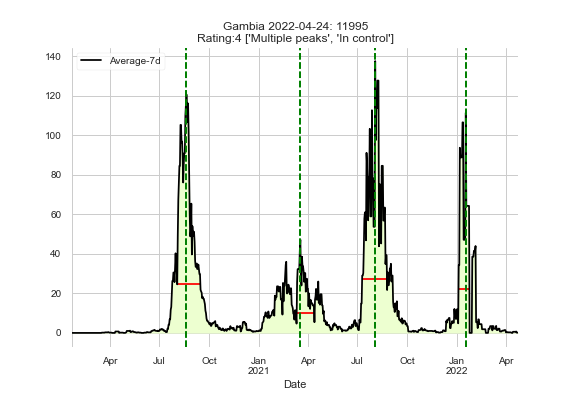 Gambia 2022-04-24: 11995
Rating:4 ['Multiple peaks', 'In control']
Average-7d
140
120
100
80
60
40
20
0
Apr Jul Oct Jan Apr Jul Oct Jan Apr
2021 2022
Date